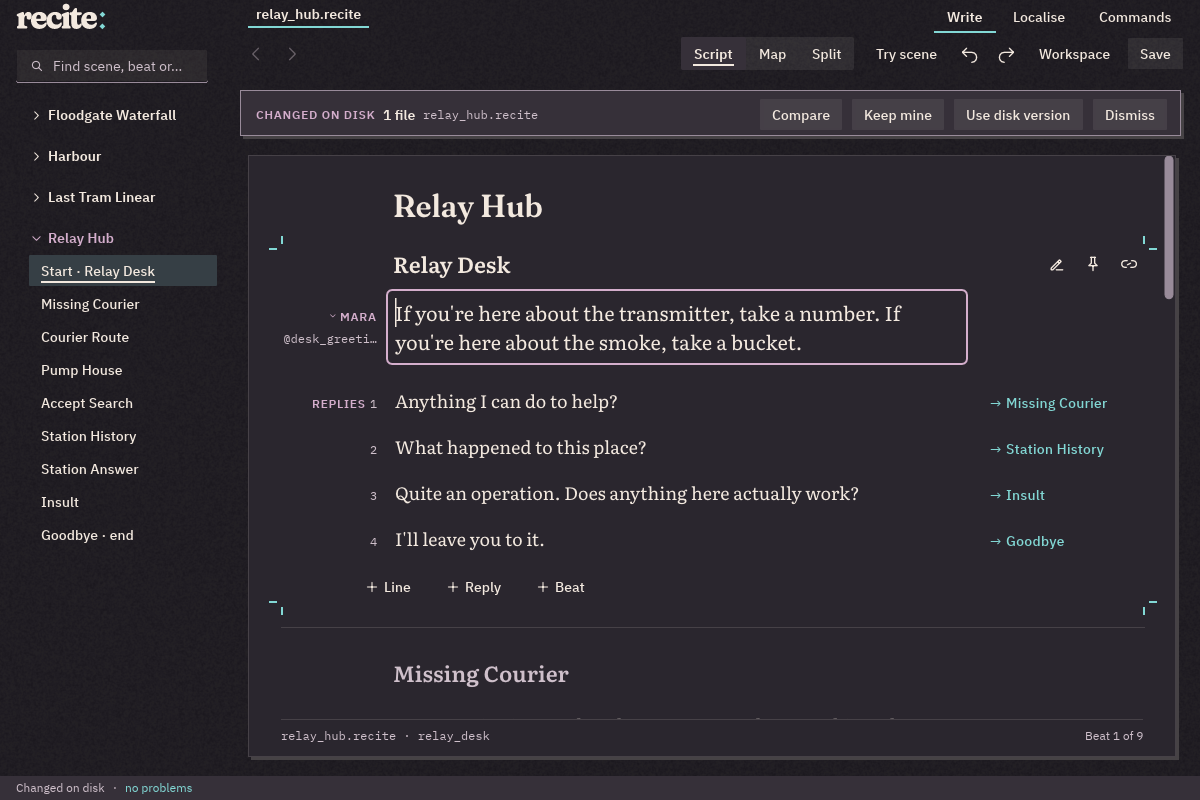 recite:
relay_hub.recite
Write
Localise
Commands
Find scene, beat or...
Script
Map
Split
Try scene
Workspace
Save
CHANGED ON DISK 1 file relay_hub.recite
Compare
Keep mine
Use disk version
Dismiss
Floodgate Waterfall
Harbour
Last Tram Linear
Relay Hub
Start · Relay Desk
Missing Courier
Courier Route
Pump House
Accept Search
Station History
Station Answer
Insult
Goodbye · end
Relay Hub
Relay Desk
MARA
@desk_greeti…
If you're here about the transmitter, take a number. If
you're here about the smoke, take a bucket.
REPLIES 1 Anything I can do to help? → Missing Courier
2 What happened to this place? → Station History
3 Quite an operation. Does anything here actually work? → Insult
4 I'll leave you to it. → Goodbye
+ Line
+ Reply
+ Beat
Missing Courier
relay_hub.recite · relay_desk
Beat 1 of 9
Changed on disk · no problems